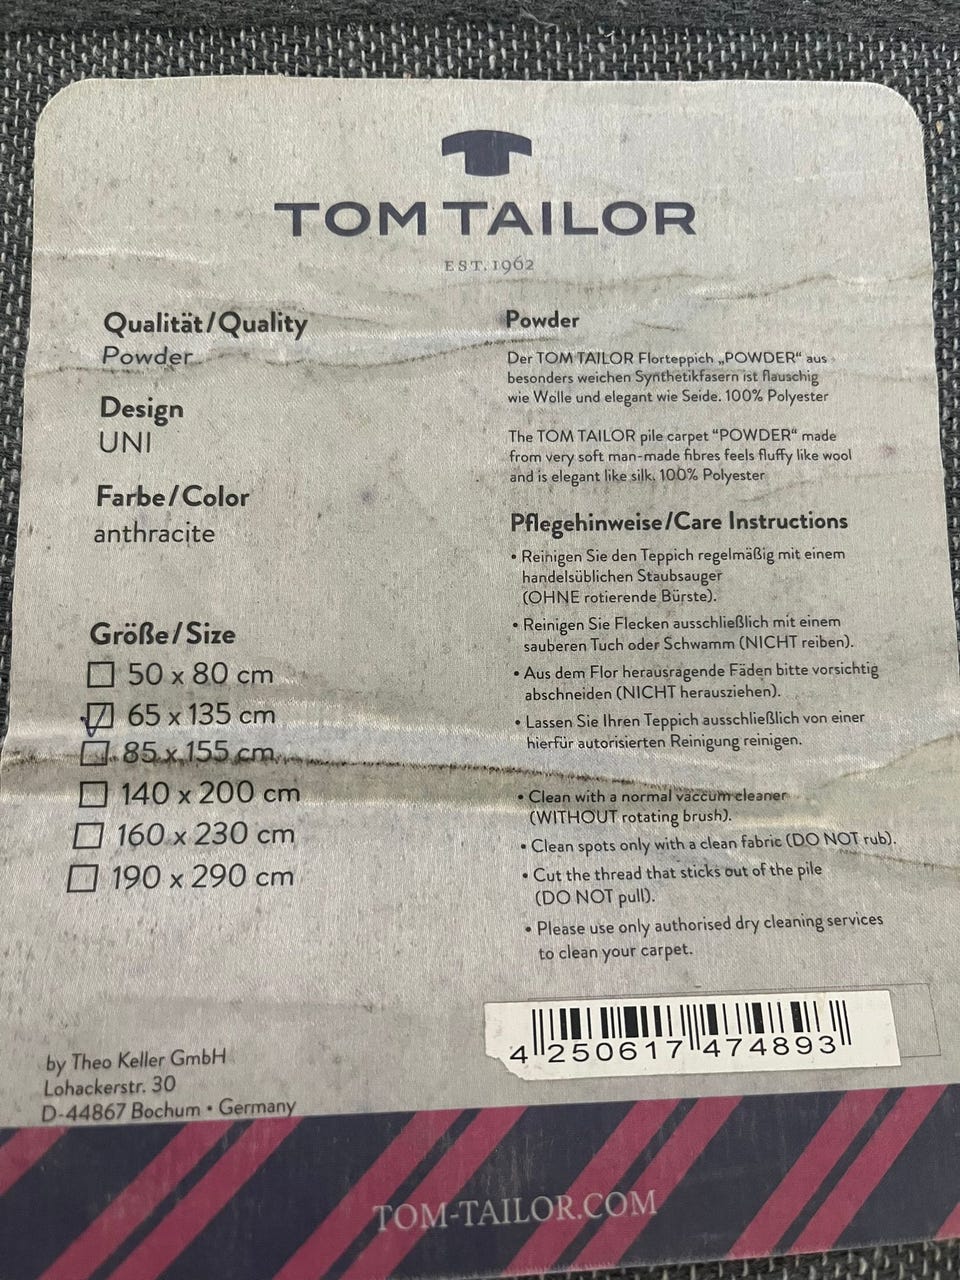 TOM TAILOR
EST. 1962
Qualität/Quality
Powder
Design
UNI
Farbe/Color
anthracite
Größe/Size
50 x 80 cm
65 x 135 cm
85 x 155 cm
140 x 200 cm
160 x 230 cm
190 x 290 cm
by Theo Keller GmbH
Lohackerstr. 30
D-44867 Bochum • Germany
Powder
Der TOM TAILOR Florteppich „POWDER“ aus
besonders weichen Synthetikfasern ist flauschig
wie Wolle und elegant wie Seide. 100% Polyester
The TOM TAILOR pile carpet “POWDER“ made
from very soft man-made fibres feels fluffy like wool
and is elegant like silk. 100% Polyester
Pflegehinweise/Care Instructions
• Reinigen Sie den Teppich regelmäßig mit einem
handelsüblichen Staubsauger
(OHNE rotierende Bürste).
• Reinigen Sie Flecken ausschließlich mit einem
sauberen Tuch oder Schwamm (NICHT reiben).
• Aus dem Flor herausragende Fäden bitte vorsichtig
abschneiden (NICHT herausziehen).
• Lassen Sie Ihren Teppich ausschließlich von einer
hierfür autorisierten Reinigung reinigen.
• Clean with a normal vaccum cleaner
(WITHOUT rotating brush).
• Clean spots only with a clean fabric (DO NOT rub).
• Cut the thread that sticks out of the pile
(DO NOT pull).
• Please use only authorised dry cleaning services
to clean your carpet.
4 250617 474893
TOM-TAILOR.COM